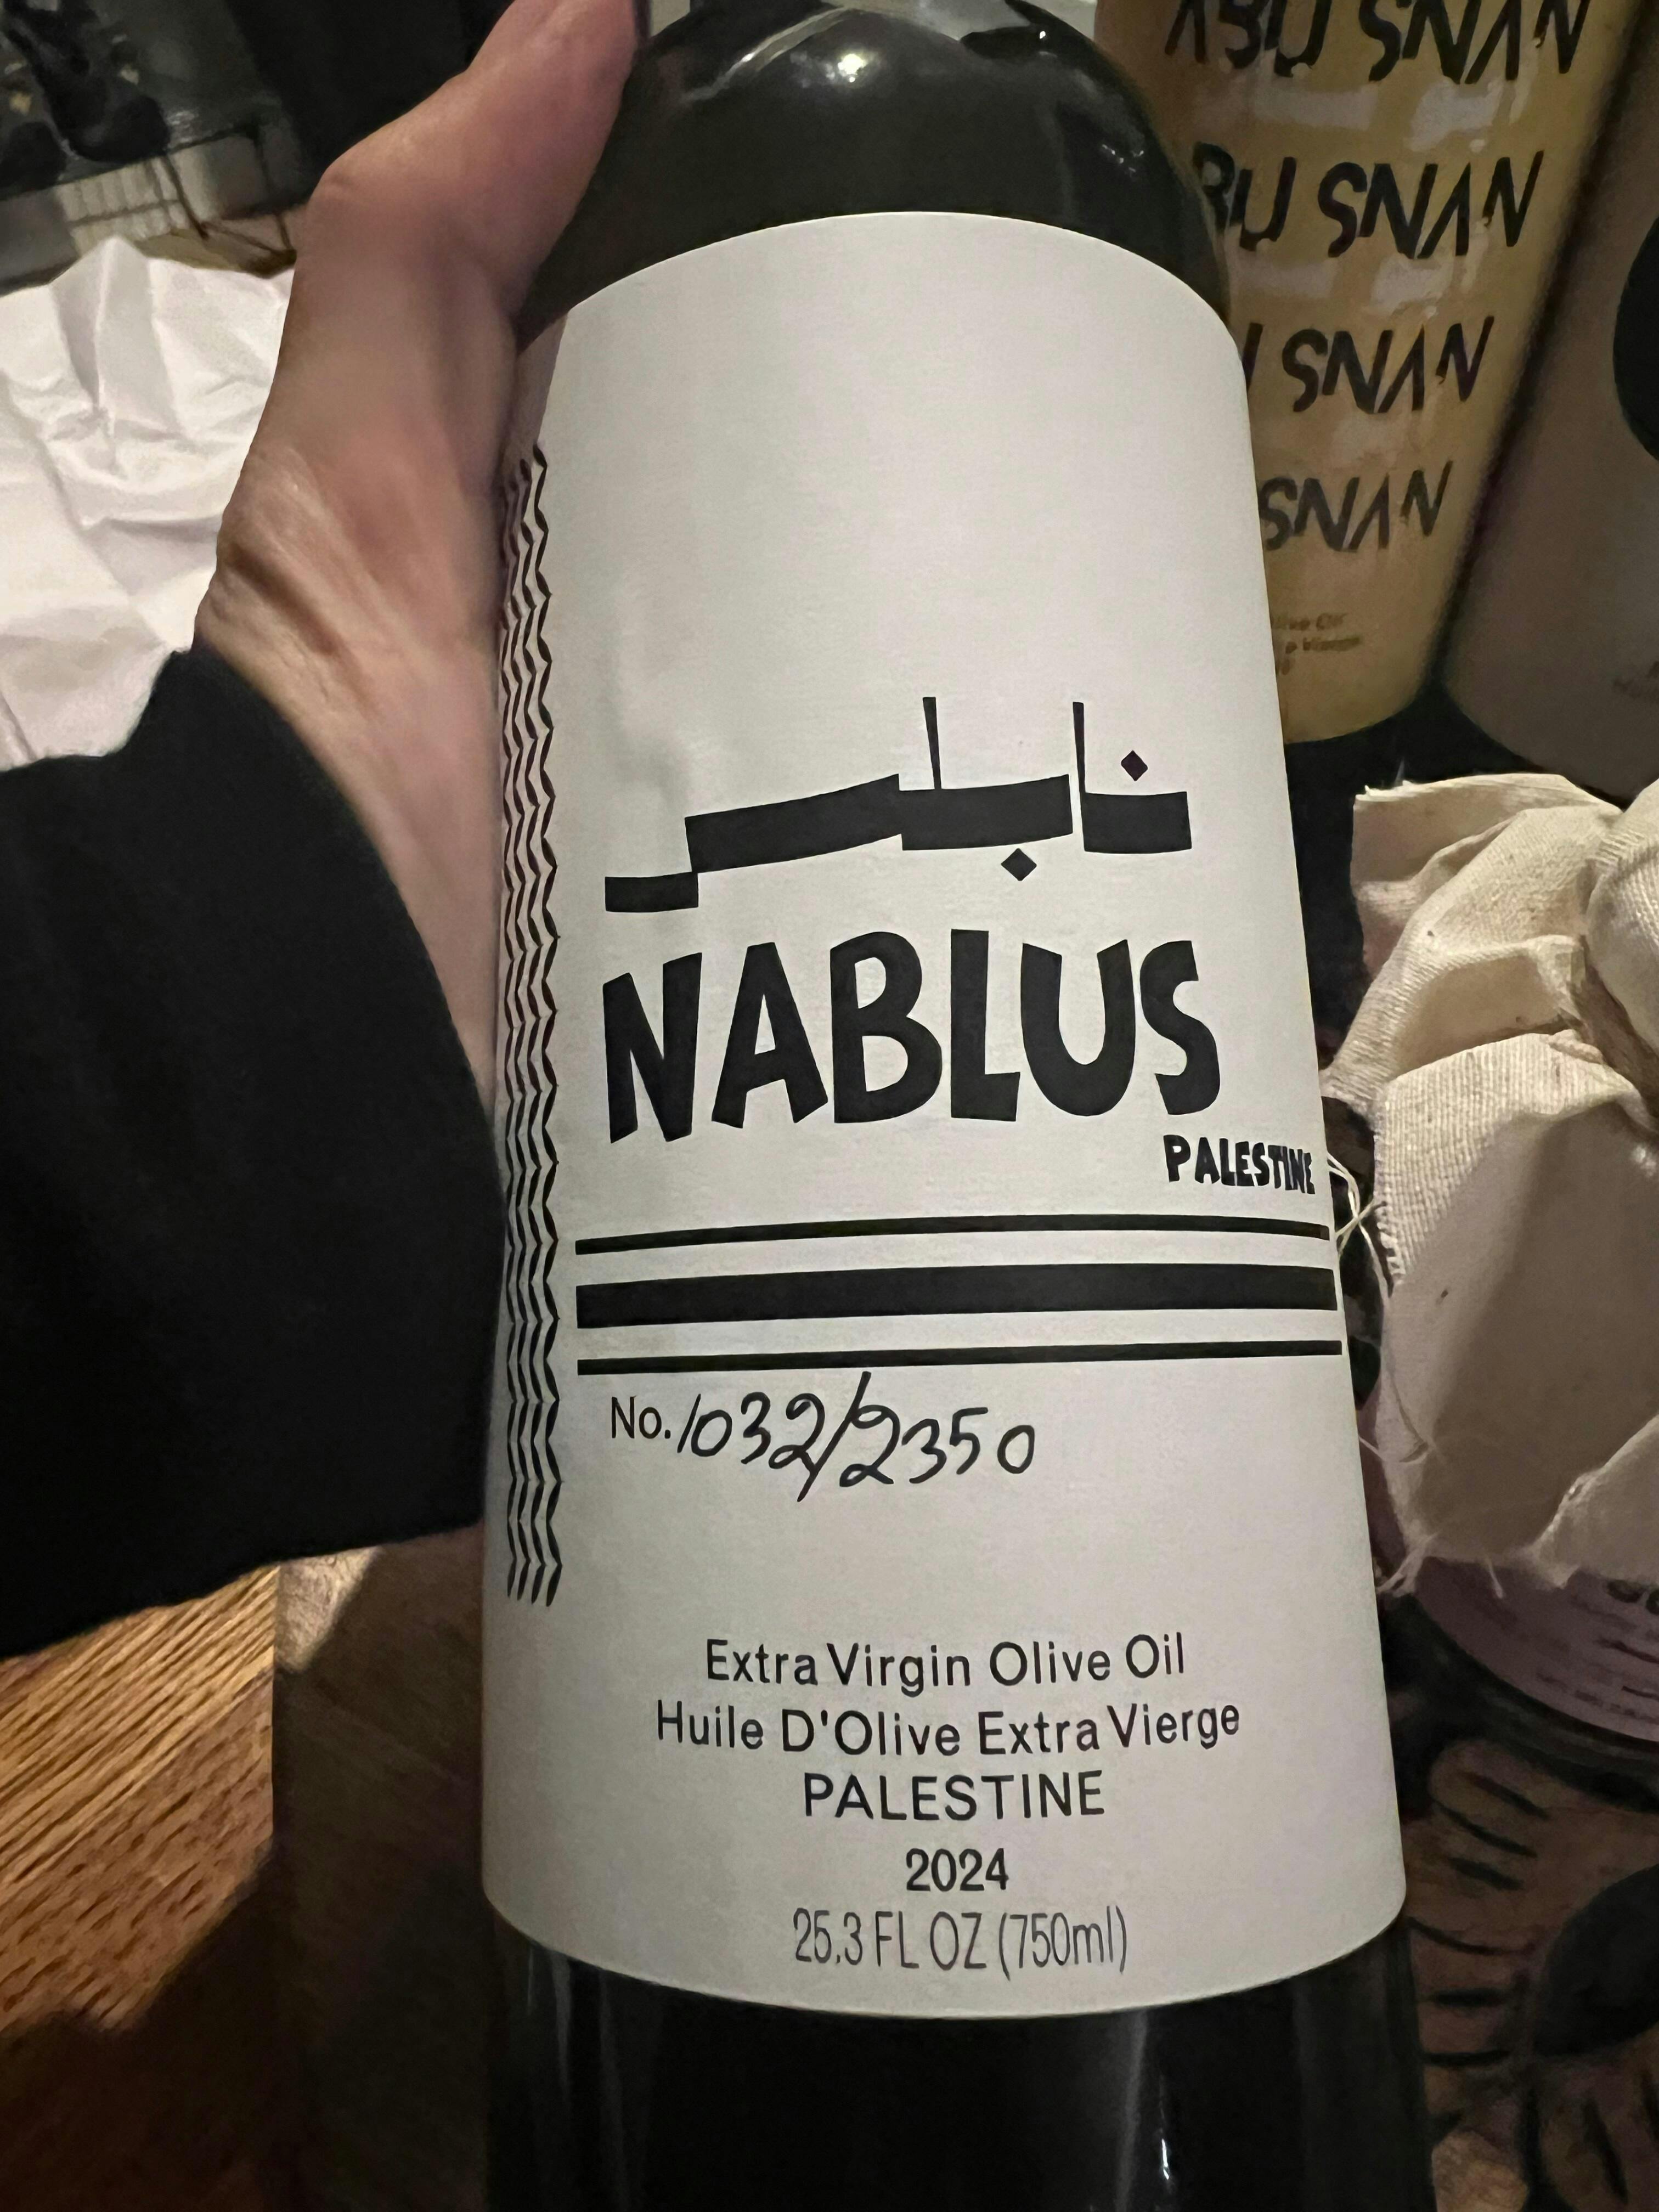 نابلس
NABLUS
PALESTINE
No. 1032/2350
Extra Virgin Olive Oil
Huile D'Olive Extra Vierge
PALESTINE
2024
25.3 FL OZ (750ml)
ABU SNAN
ABU SNAN
SNAN
SNAN